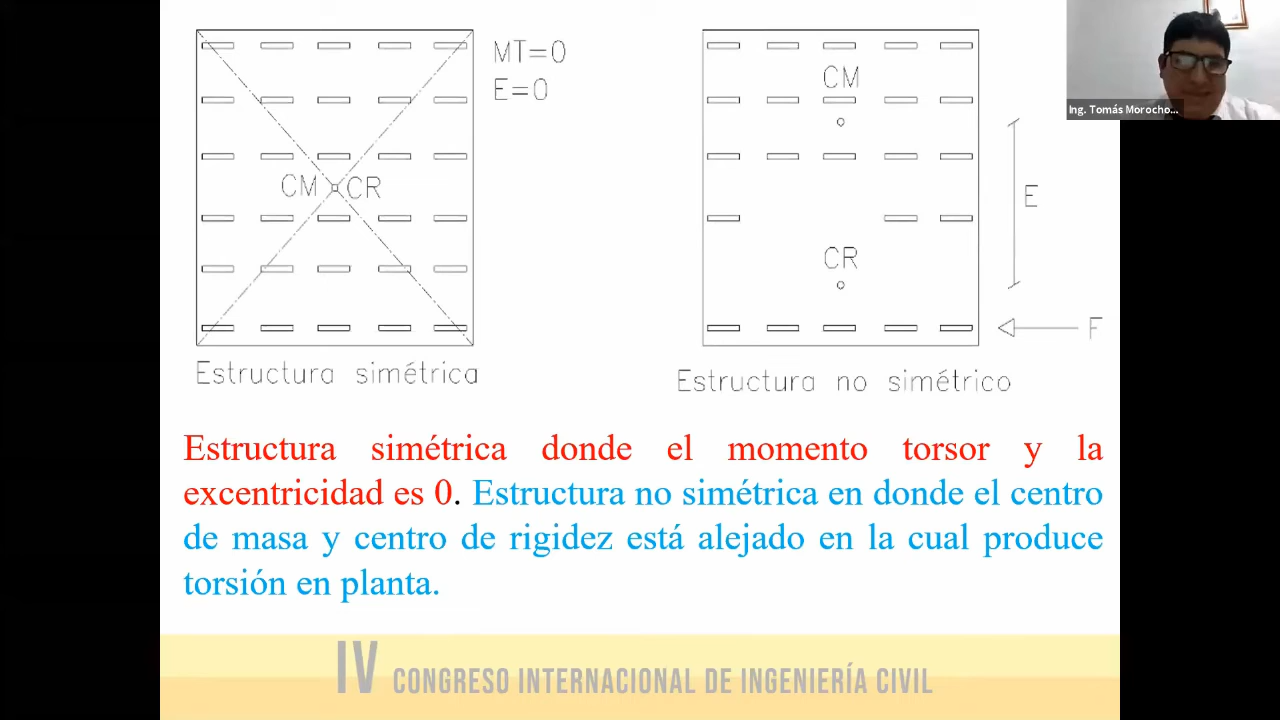 MT=0
E=0
CM CR
Estructura simétrica
CM
E
CR
F
Estructura no simétrico
Ing. Tomás Morocho...
Estructura simétrica donde el momento torsor y la
excentricidad es 0. Estructura no simétrica en donde el centro
de masa y centro de rigidez está alejado en la cual produce
torsión en planta.
IV CONGRESO INTERNACIONAL DE INGENIERÍA CIVIL